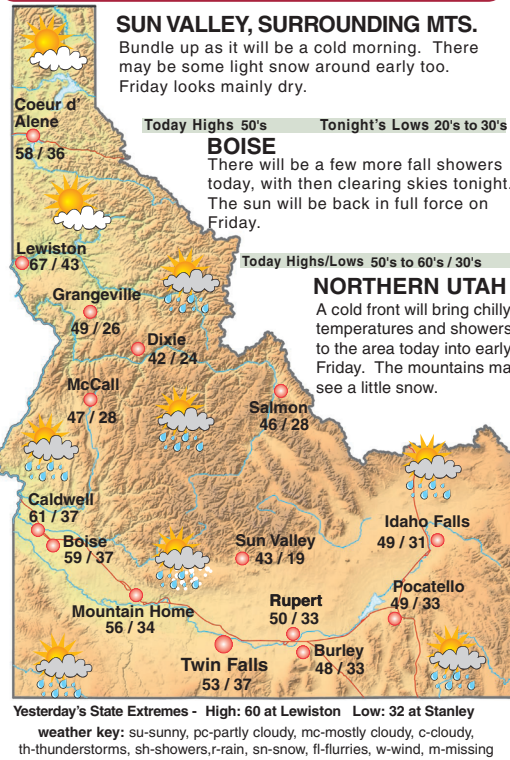 SUN VALLEY, SURROUNDING MTS.
Bundle up as it will be a cold morning. There
may be some light snow around early too.
Friday looks mainly dry.
Today Highs 50's Tonight's Lows 20's to 30's
BOISE
There will be a few more fall showers
today, with then clearing skies tonight.
The sun will be back in full force on
Friday.
Today Highs/Lows 50's to 60's / 30's
NORTHERN UTAH
A cold front will bring chilly
temperatures and showers
to the area today into early
Friday. The mountains ma
see a little snow.
Coeur d'
Alene
58 / 36
Lewiston
67 / 43
Grangeville
49 / 26
Dixie
42 / 24
McCall
47 / 28
Salmon
46 / 28
Caldwell
61 / 37
Boise
59 / 37
Sun Valley
43 / 19
Idaho Falls
49 / 31
Pocatello
49 / 33
Mountain Home
56 / 34
Rupert
50 / 33
Twin Falls
53 / 37
Burley
48 / 33
Yesterday's State Extremes - High: 60 at Lewiston Low: 32 at Stanley
weather key: su-sunny, pc-partly cloudy, mc-mostly cloudy, c-cloudy,
th-thunderstorms, sh-showers,r-rain, sn-snow, fl-flurries, w-wind, m-missing